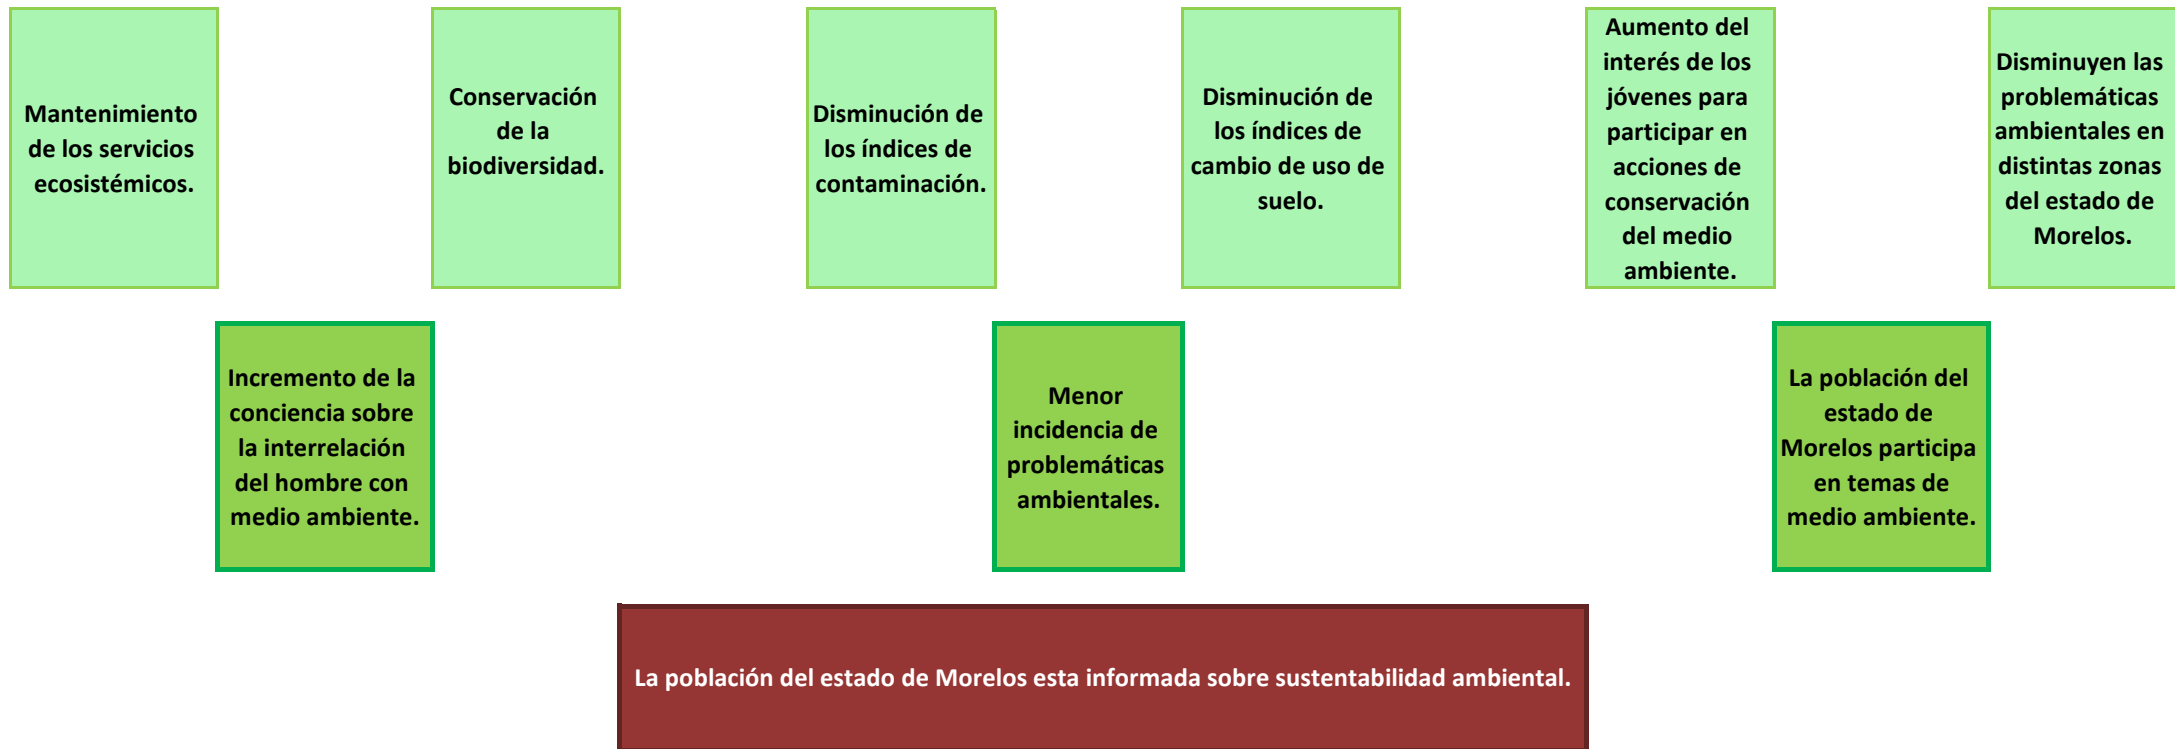 Mantenimiento
de los servicios
ecosistémicos.
Conservación
de la
biodiversidad.
Disminución de
los índices de
contaminación.
Disminución de
los índices de
cambio de uso de
suelo.
Aumento del
interés de los
jóvenes para
participar en
acciones de
conservación
del medio
ambiente.
Disminuyen las
problemáticas
ambientales en
distintas zonas
del estado de
Morelos.
Incremento de la
conciencia sobre
la interrelación
del hombre con
medio ambiente.
Menor
incidencia de
problemáticas
ambientales.
La población del
estado de
Morelos participa
en temas de
medio ambiente.
La población del estado de Morelos esta informada sobre sustentabilidad ambiental.